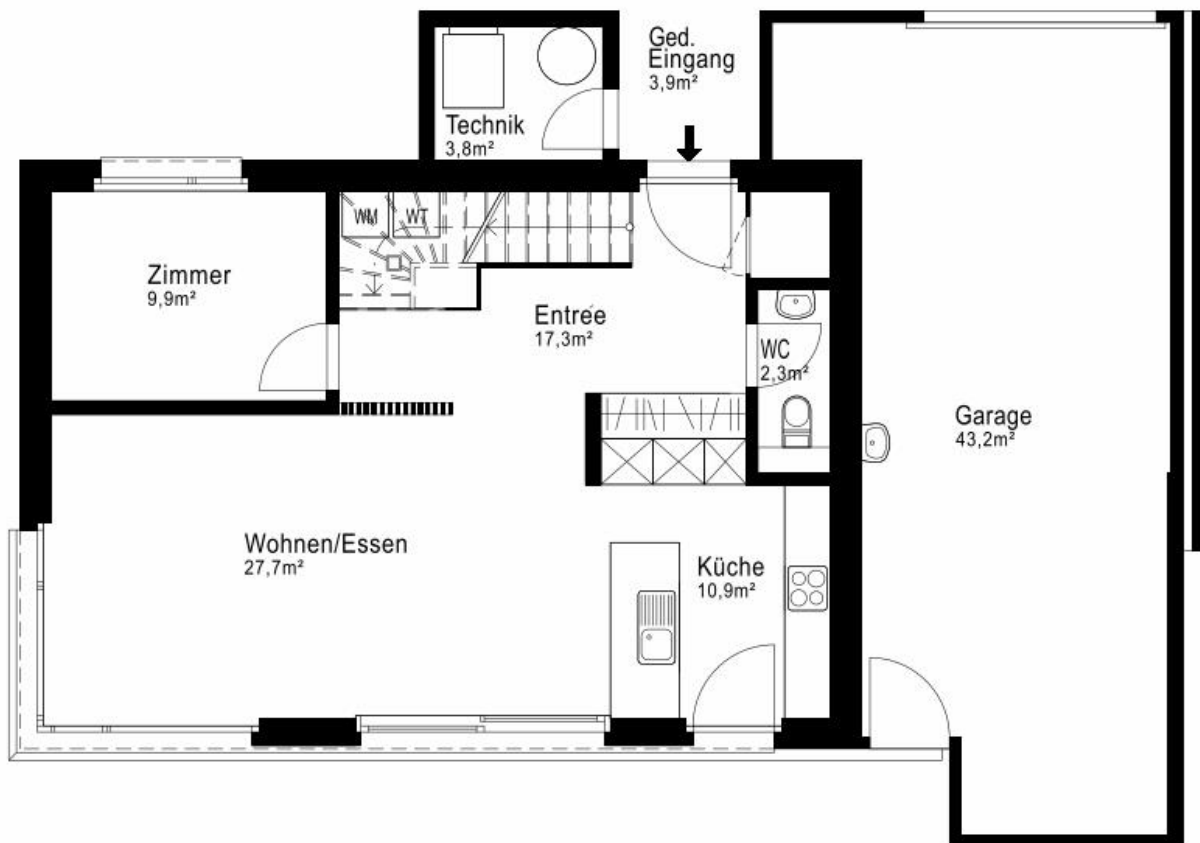 Ged.
Eingang
3,9m²
Technik
3,8m²
WM
WT
Zimmer
9,9m²
Entrée
17,3m²
WC
2,3m²
Garage
43,2m²
Wohnen/Essen
27,7m²
Küche
10,9m²